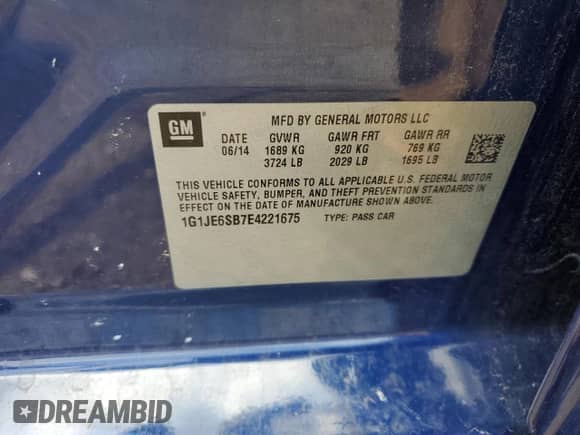 GM
MFD BY GENERAL MOTORS LLC
DATE GVWR GAWR FRT GAWR RR
06/14 1689 KG 920 KG 769 KG
3724 LB 2029 LB 1695 LB
THIS VEHICLE CONFORMS TO ALL APPLICABLE U.S. FEDERAL MOTOR
VEHICLE SAFETY, BUMPER, AND THEFT PREVENTION STANDARDS IN
EFFECT ON THE DATE OF MANUFACTURE SHOWN ABOVE.
1G1JE6SB7E4221675 TYPE: PASS CAR
DREAMBID